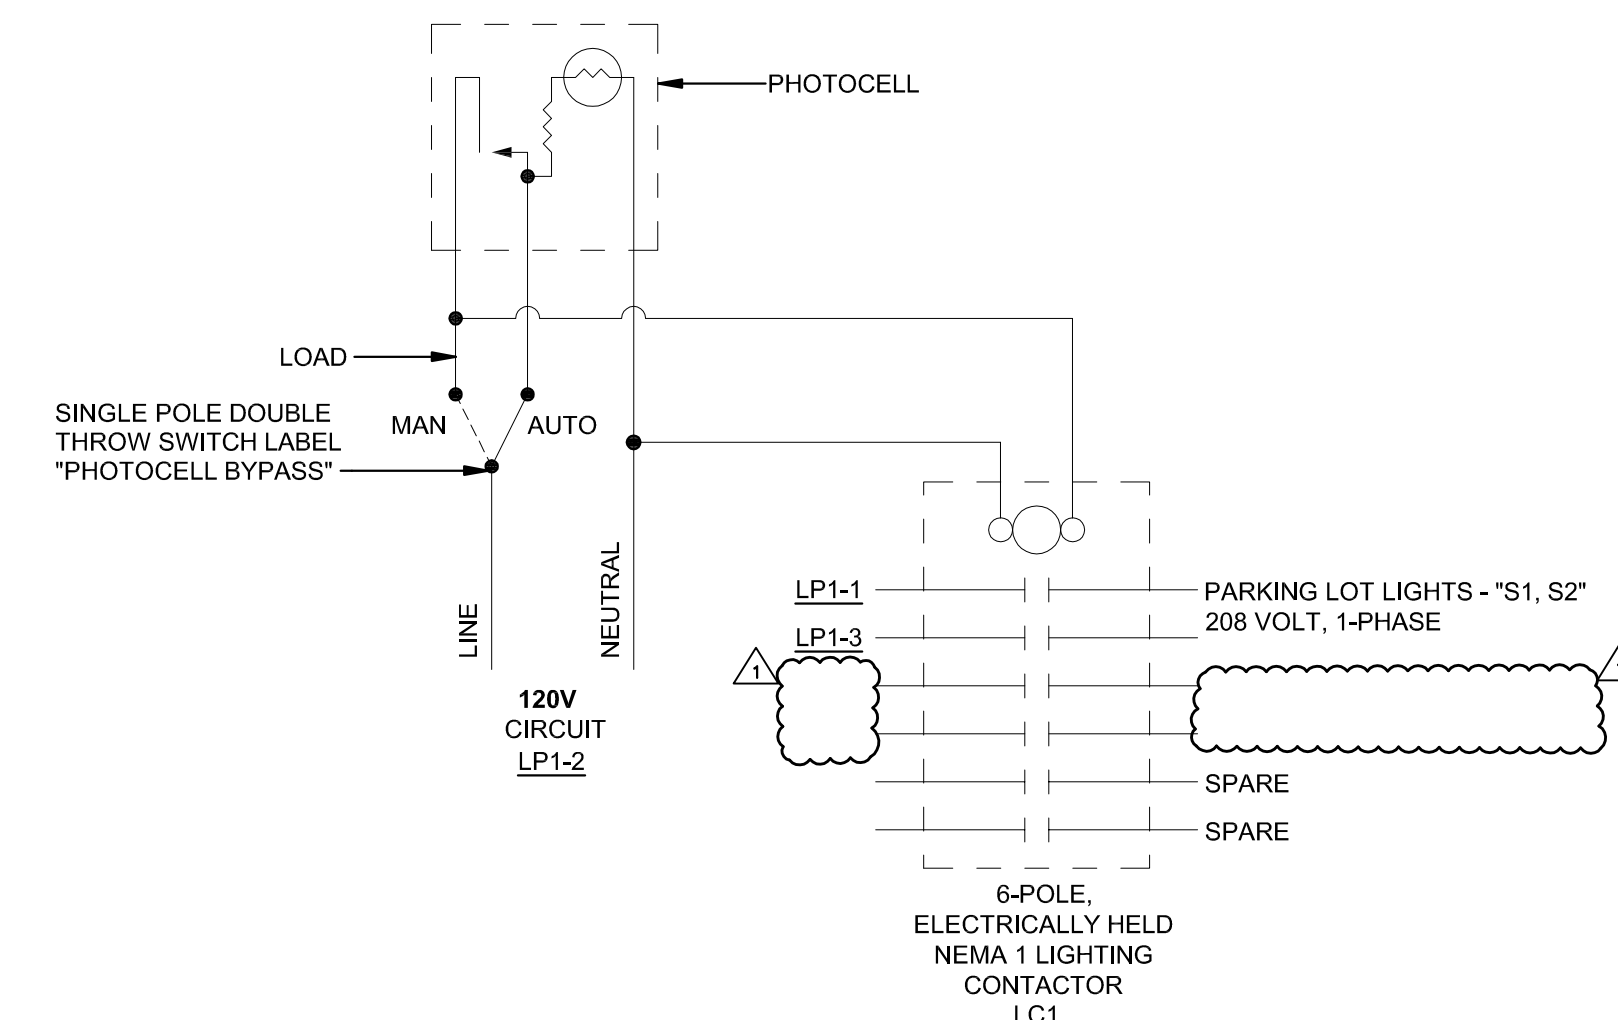 PHOTOCELL
LOAD
SINGLE POLE DOUBLE
THROW SWITCH LABEL
"PHOTOCELL BYPASS"
MAN
AUTO
LINE
NEUTRAL
120V
CIRCUIT
LP1-2
LP1-1
PARKING LOT LIGHTS - "S1, S2"
208 VOLT, 1-PHASE
LP1-3
1
SPARE
SPARE
6-POLE,
ELECTRICALLY HELD
NEMA 1 LIGHTING
CONTACTOR
LC1